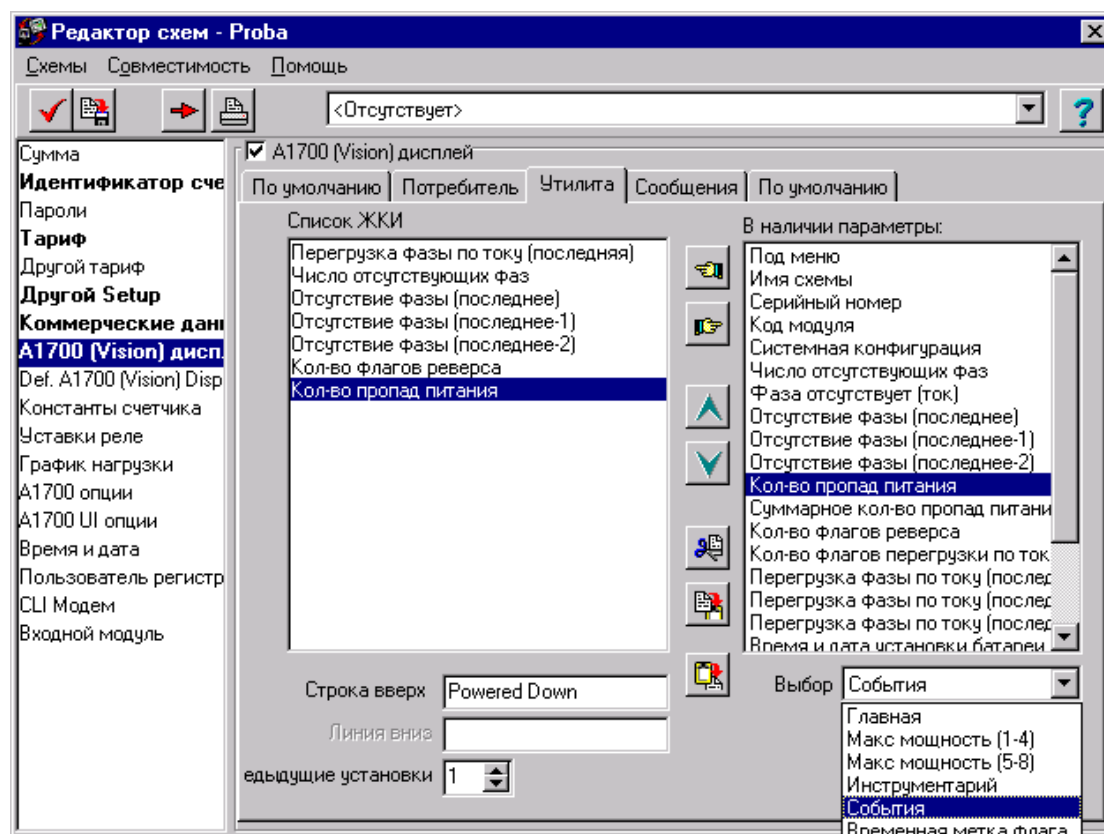 Редактор схем - Proba
Схемы Совместимость Помощь
<Отсутствует>
Сумма
Идентификатор сче
Пароли
Тариф
Другой тариф
Другой Setup
Коммерческие дан
A1700 (Vision) дисп.
Def. A1700 (Vision) Disp
Константы счетчика
Уставки реле
График нагрузки
A1700 опции
A1700 UI опции
Время и дата
Пользователь регистр
CLI Модем
Входной модуль
A1700 (Vision) дисплей
По умолчанию Потребитель Утилита Сообщения По умолчанию
Список ЖКИ
Перегрузка фазы по току (последняя)
Число отсутствующих фаз
Отсутствие фазы (последнее)
Отсутствие фазы (последнее-1)
Отсутствие фазы (последнее-2)
Кол-во флагов реверса
Кол-во пропад питания
В наличии параметры:
Под меню
Имя схемы
Серийный номер
Код модуля
Системная конфигурация
Число отсутствующих фаз
Фаза отсутствует (ток)
Отсутствие фазы (последнее)
Отсутствие фазы (последнее-1)
Отсутствие фазы (последнее-2)
Кол-во пропад питания
Суммарное кол-во пропад питани
Кол-во флагов реверса
Кол-во флагов перегрузки по ток
Перегрузка фазы по току (послед
Перегрузка фазы по току (послед
Перегрузка фазы по току (послед
Время и дата установки батареи
Строка вверх Powered Down
Линия вниз
едыдущие установки 1
Выбор События
Главная
Макс мощность (1-4)
Макс мощность (5-8)
Инструментарий
События
Временная метка флага